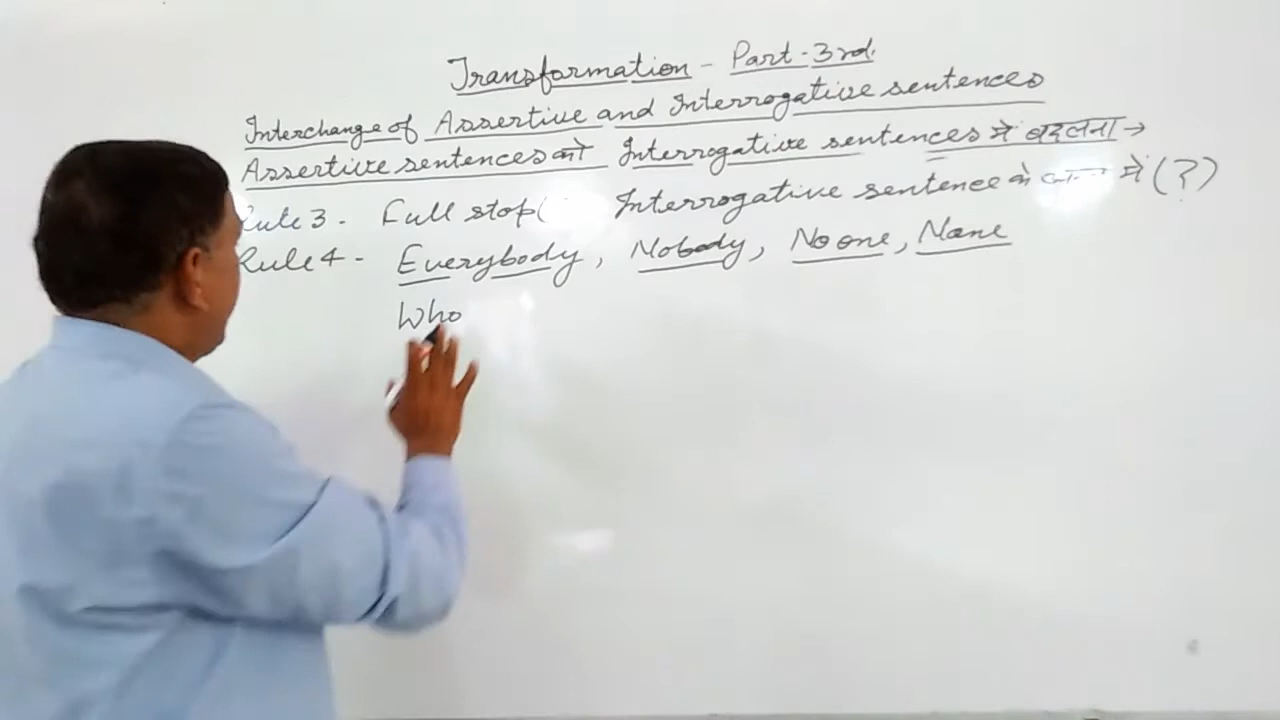 Transformation - Part-3rd.
Interchange of Assertive and Interrogative sentences
Assertive sentences को Interrogative sentences में बदलना →
Rule 3 - Full stop ( Interrogative sentence के में (?)
Rule 4 - Everybody, Nobody, No one, None
Who